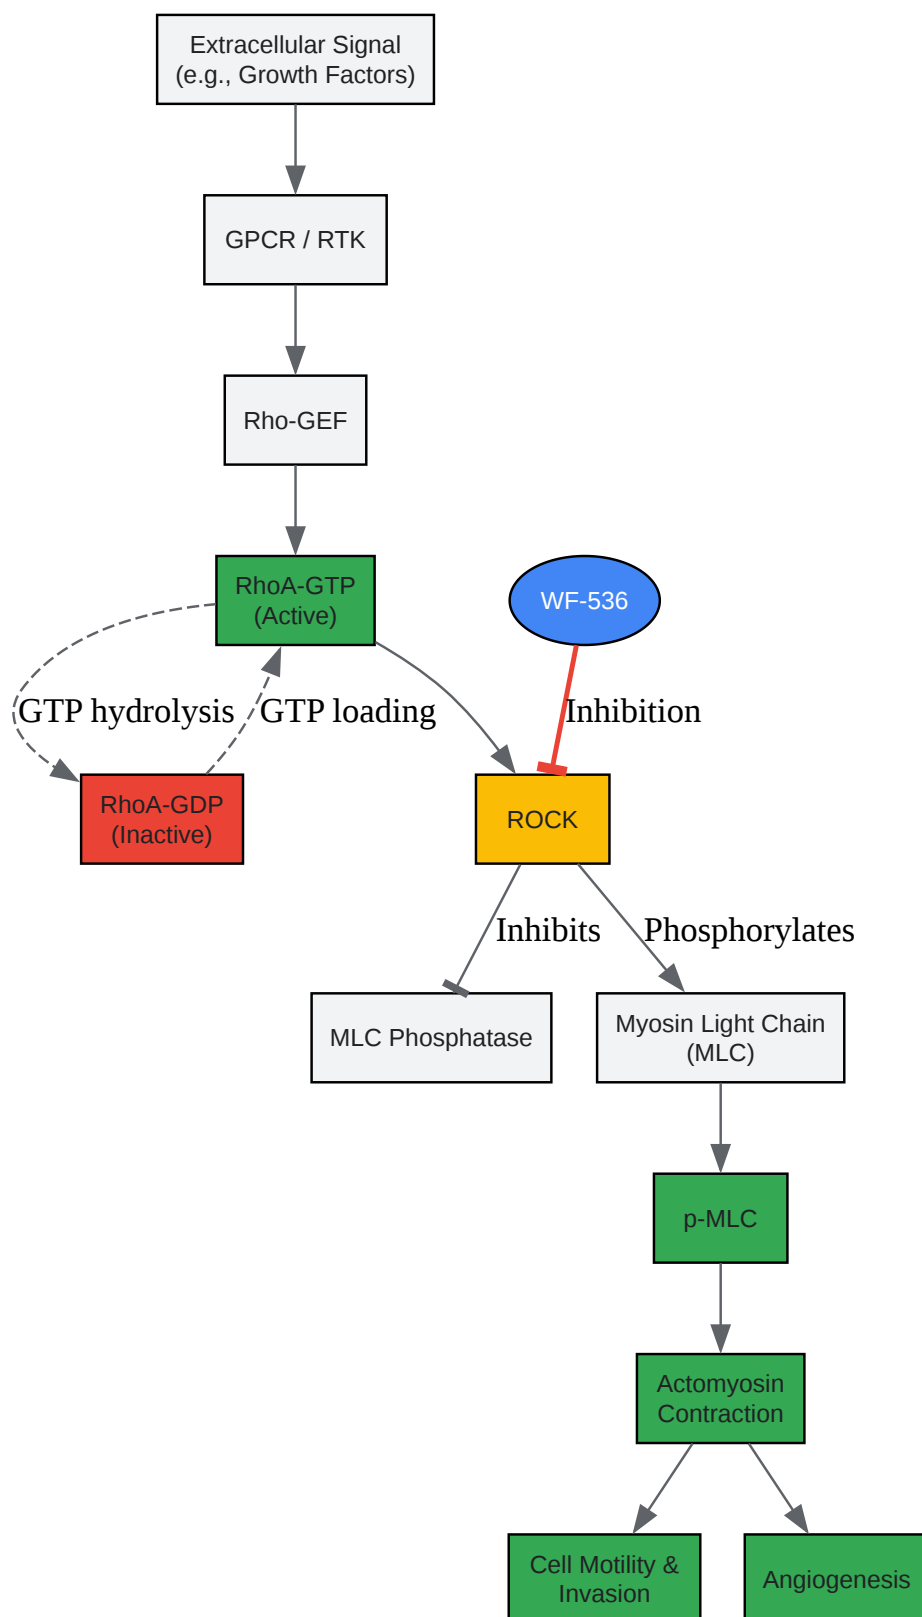 Extracellular Signal
(e.g., Growth Factors)
GPCR / RTK
Rho-GEF
RhoA-GTP
(Active)
WF-536
GTP hydrolysis
GTP loading
Inhibition
RhoA-GDP
(Inactive)
ROCK
Inhibits
Phosphorylates
MLC Phosphatase
Myosin Light Chain
(MLC)
p-MLC
Actomyosin
Contraction
Cell Motility &
Invasion
Angiogenesis